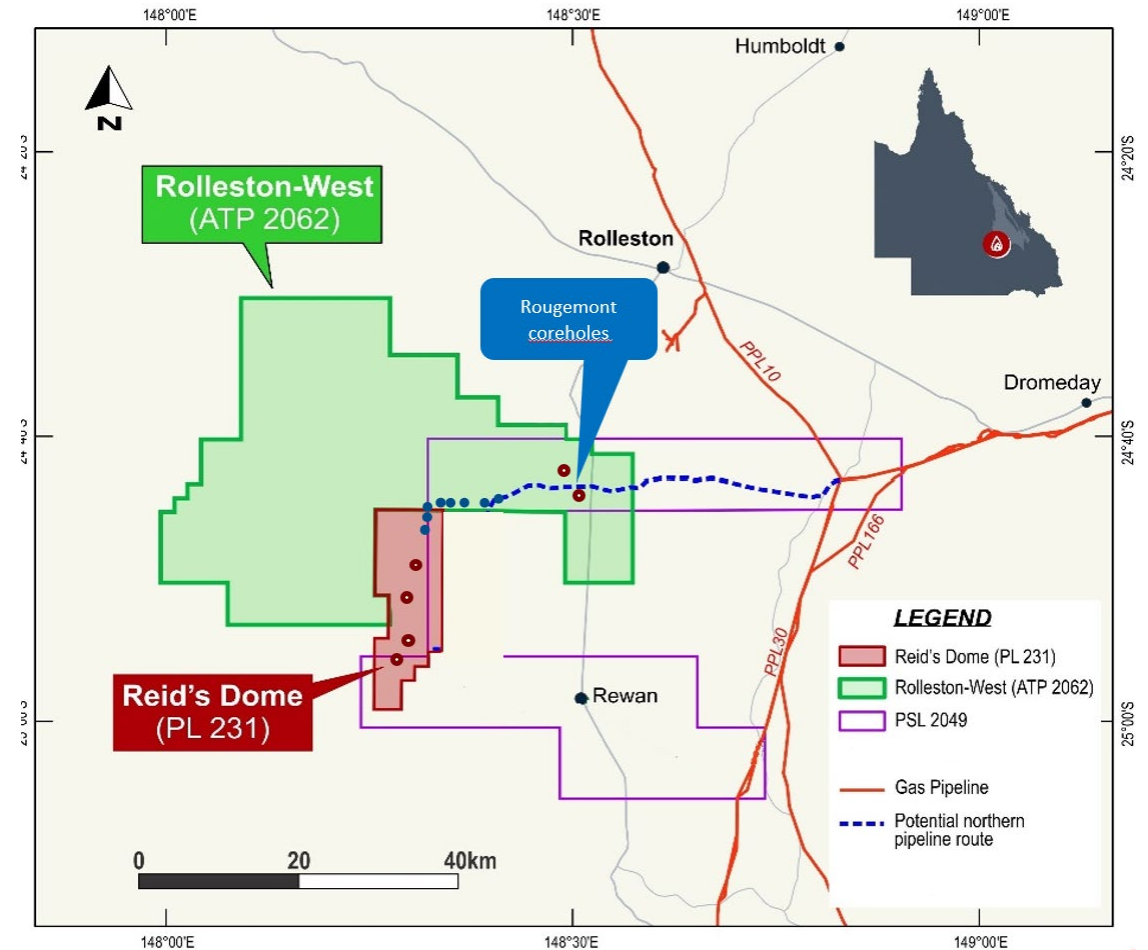 148°00'E
148°30'E
149°00'E
Humboldt
N
24°20'S
Rolleston-West
(ATP 2062)
Rolleston
Rougemont
coreholes
PPL10
Dromeday
24°40'S
PPL166
LEGEND
Reid's Dome (PL 231)
Rolleston-West (ATP 2062)
PSL 2049
Gas Pipeline
Potential northern
pipeline route
PPL30
Reid's Dome
(PL 231)
Rewan
25°00'S
0
20
40km
148°00'E
148°30'E
149°00'E